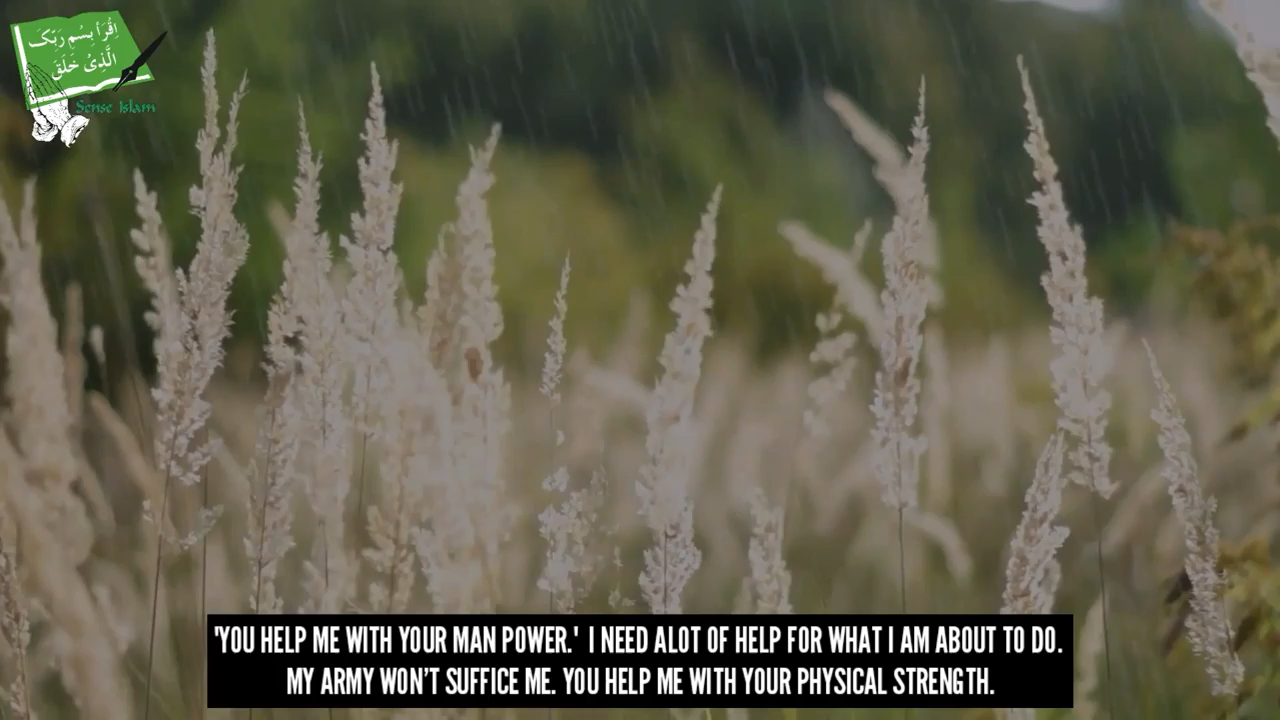 اِقْرَأْ بِسْمِ رَبِّكَ
الَّذِىْ خَلَقَ
Sense Islam
'YOU HELP ME WITH YOUR MAN POWER.' I NEED ALOT OF HELP FOR WHAT I AM ABOUT TO DO.
MY ARMY WON'T SUFFICE ME. YOU HELP ME WITH YOUR PHYSICAL STRENGTH.